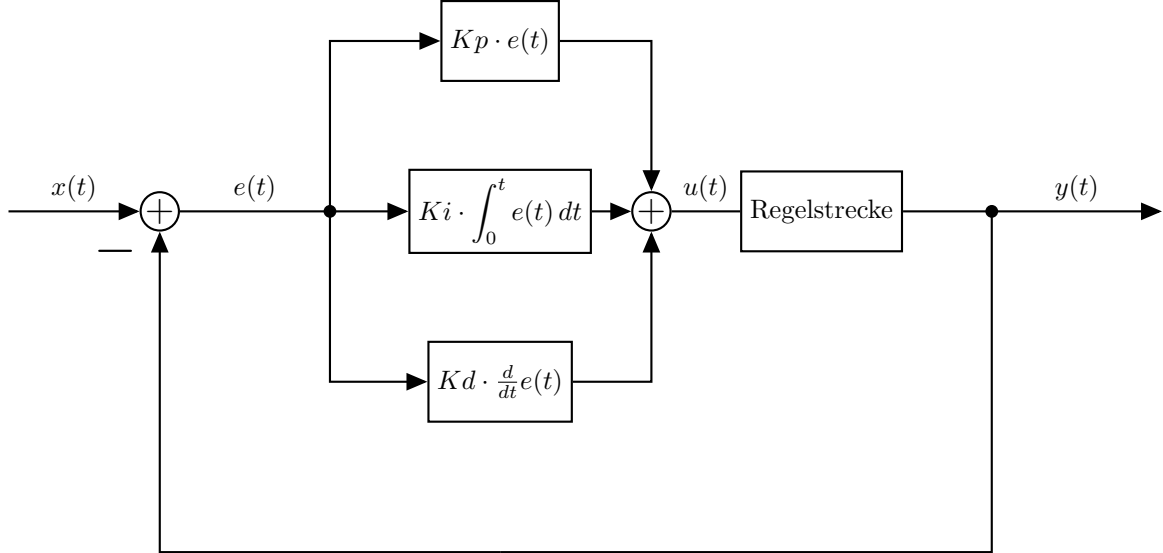 Kp · e(t)
x(t)
+
e(t)
Ki · ∫₀ᵗ e(t) dt
+
u(t)
Regelstrecke
y(t)
—
Kd · d/dt e(t)